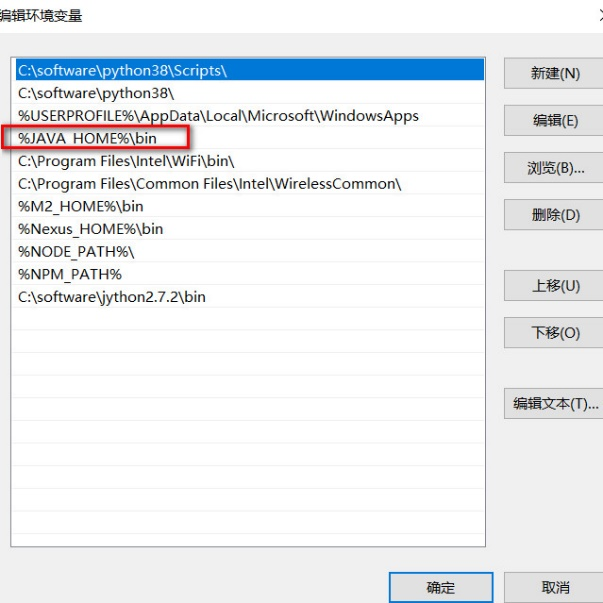 编辑环境变量
C:\software\python38\Scripts\
C:\software\python38\
%USERPROFILE%\AppData\Local\Microsoft\WindowsApps
%JAVA_HOME%\bin
C:\Program Files\Intel\WiFi\bin\
C:\Program Files\Common Files\Intel\WirelessCommon\
%M2_HOME%\bin
%Nexus_HOME%\bin
%NODE_PATH%\
%NPM_PATH%
C:\software\jython2.7.2\bin
新建(N)
编辑(E)
浏览(B)...
删除(D)
上移(U)
下移(O)
编辑文本(T)...
确定
取消